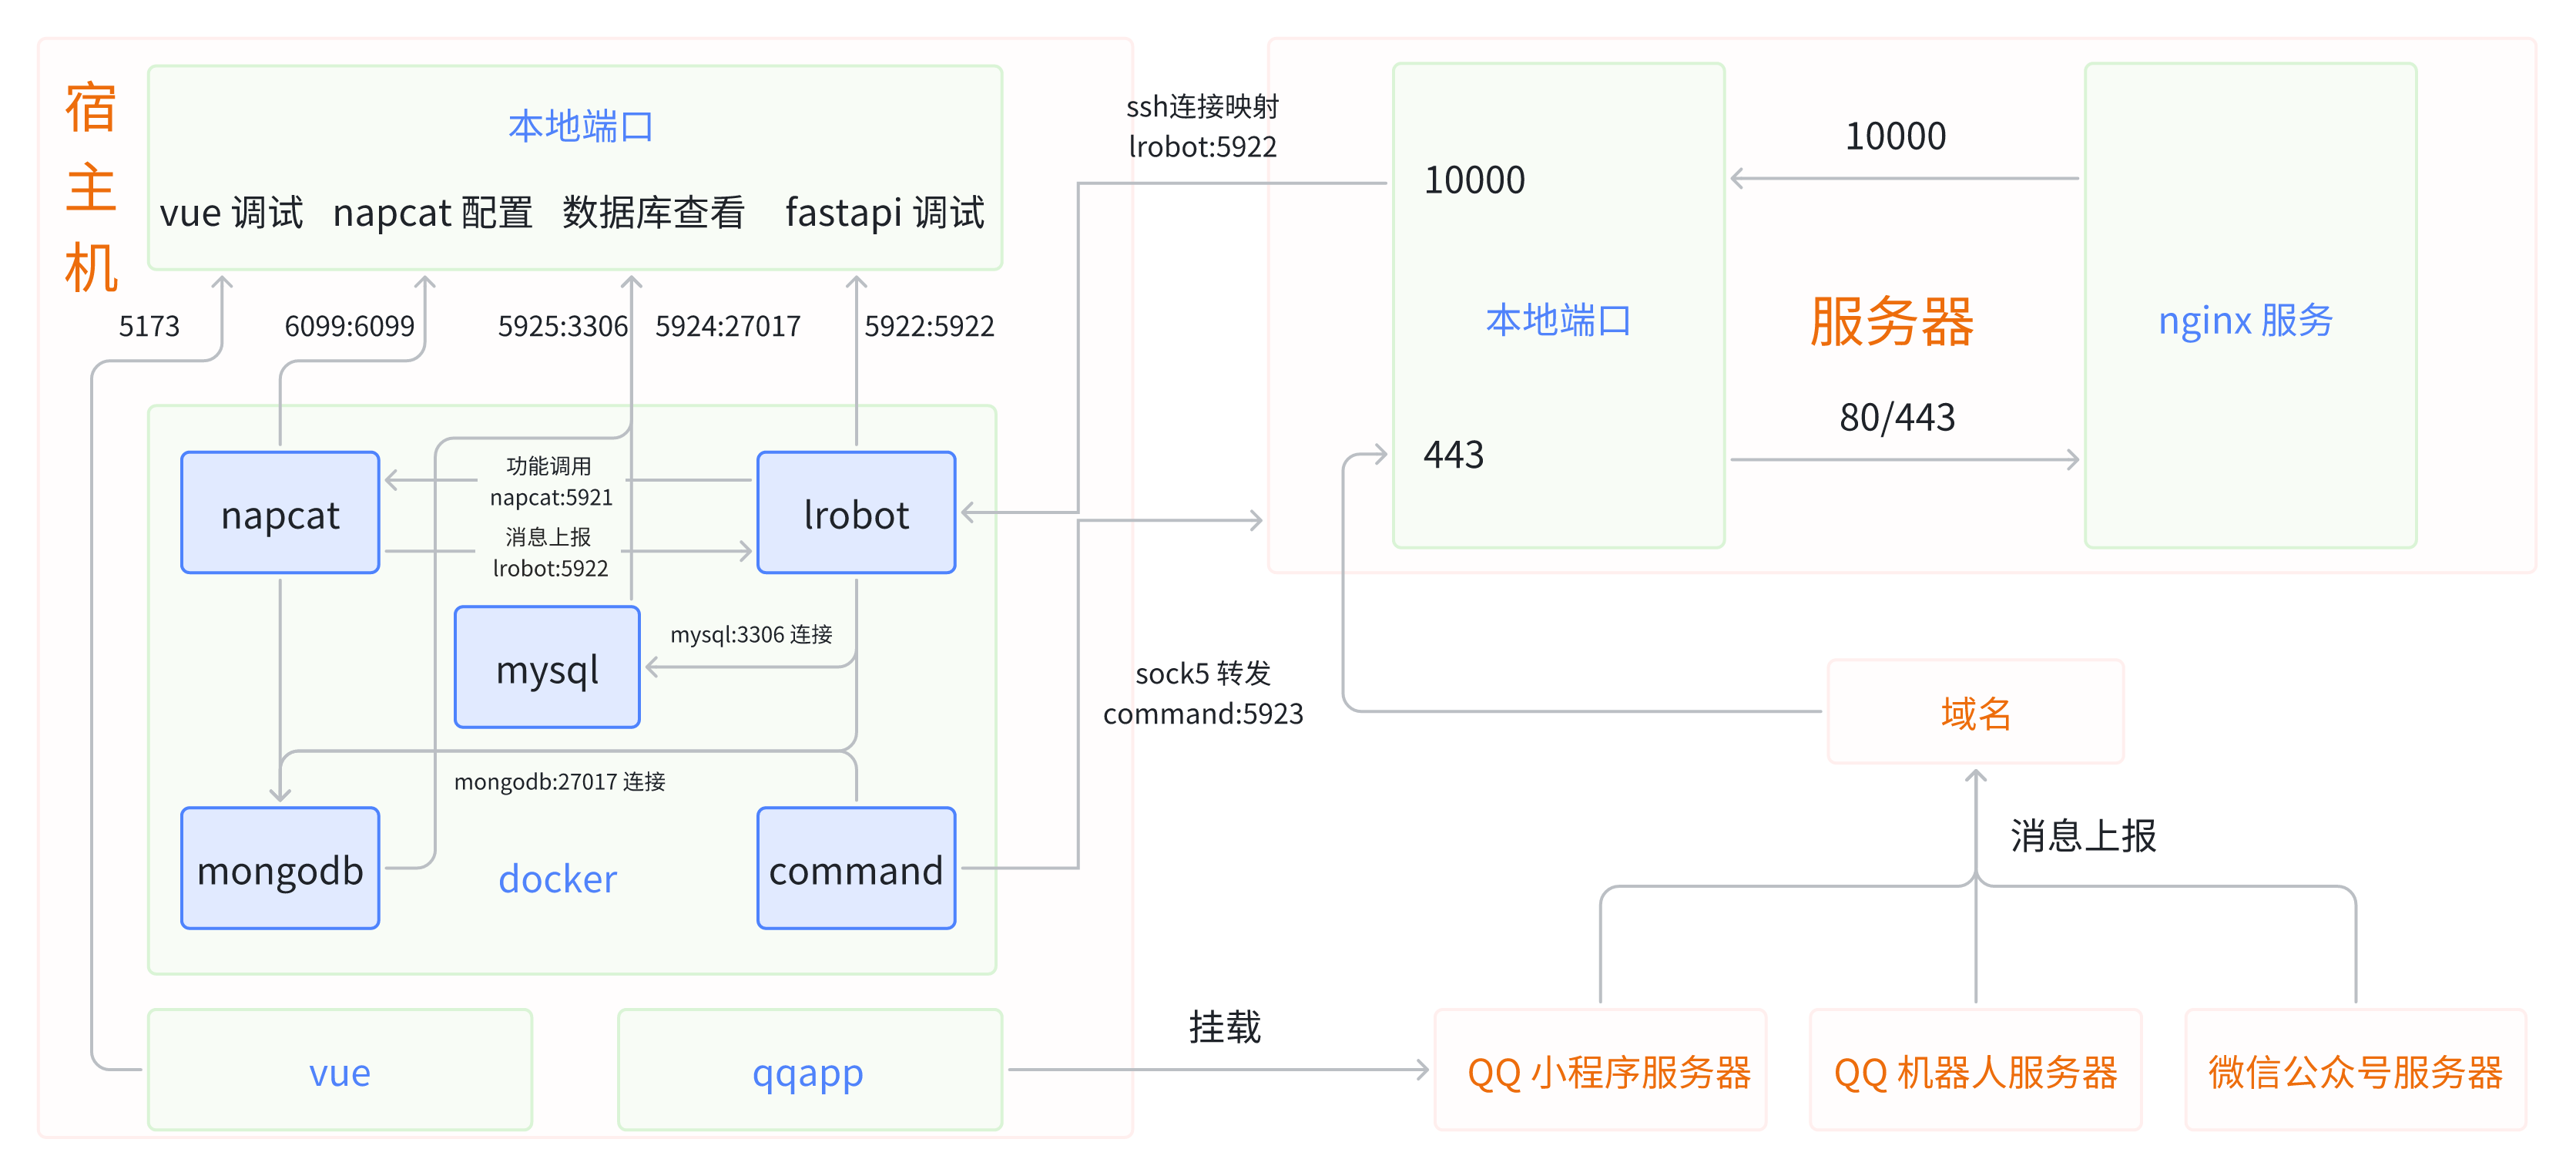 宿
主
机
本地端口
vue 调试
napcat 配置
数据库查看
fastapi 调试
5173
6099:6099
5925:3306
5924:27017
5922:5922
napcat
功能调用
napcat:5921
消息上报
lrobot:5922
lrobot
mysql
mysql:3306 连接
mongodb:27017 连接
mongodb
docker
command
vue
qqapp
ssh连接映射
lrobot:5922
sock5 转发
command:5923
挂载
10000
本地端口
443
10000
服务器
80/443
nginx 服务
域名
消息上报
QQ 小程序服务器
QQ 机器人服务器
微信公众号服务器